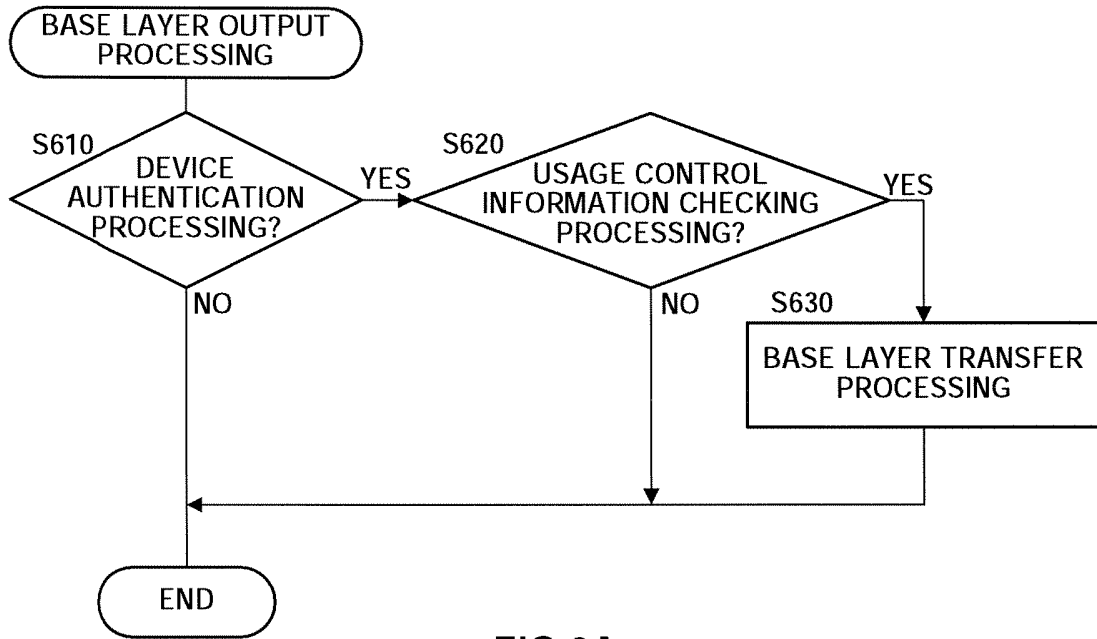 BASE LAYER OUTPUT
PROCESSING
S610
DEVICE
AUTHENTICATION
PROCESSING?
YES
NO
S620
USAGE CONTROL
INFORMATION CHECKING
PROCESSING?
YES
NO
S630
BASE LAYER TRANSFER
PROCESSING
END